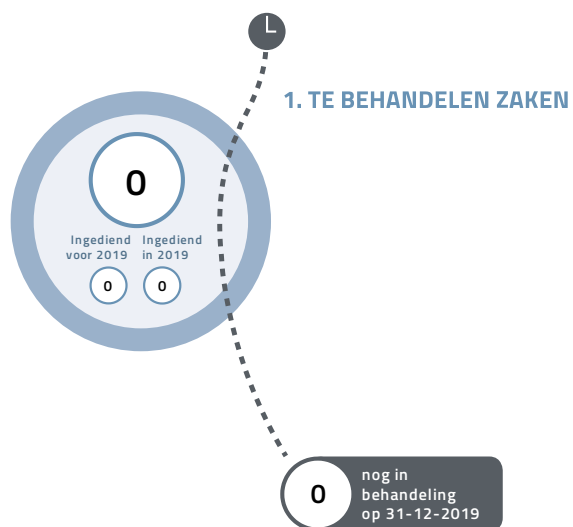 1. TE BEHANDELEN ZAKEN
0
Ingediend
voor 2019
Ingediend
in 2019
0
0
0
nog in
behandeling
op 31-12-2019